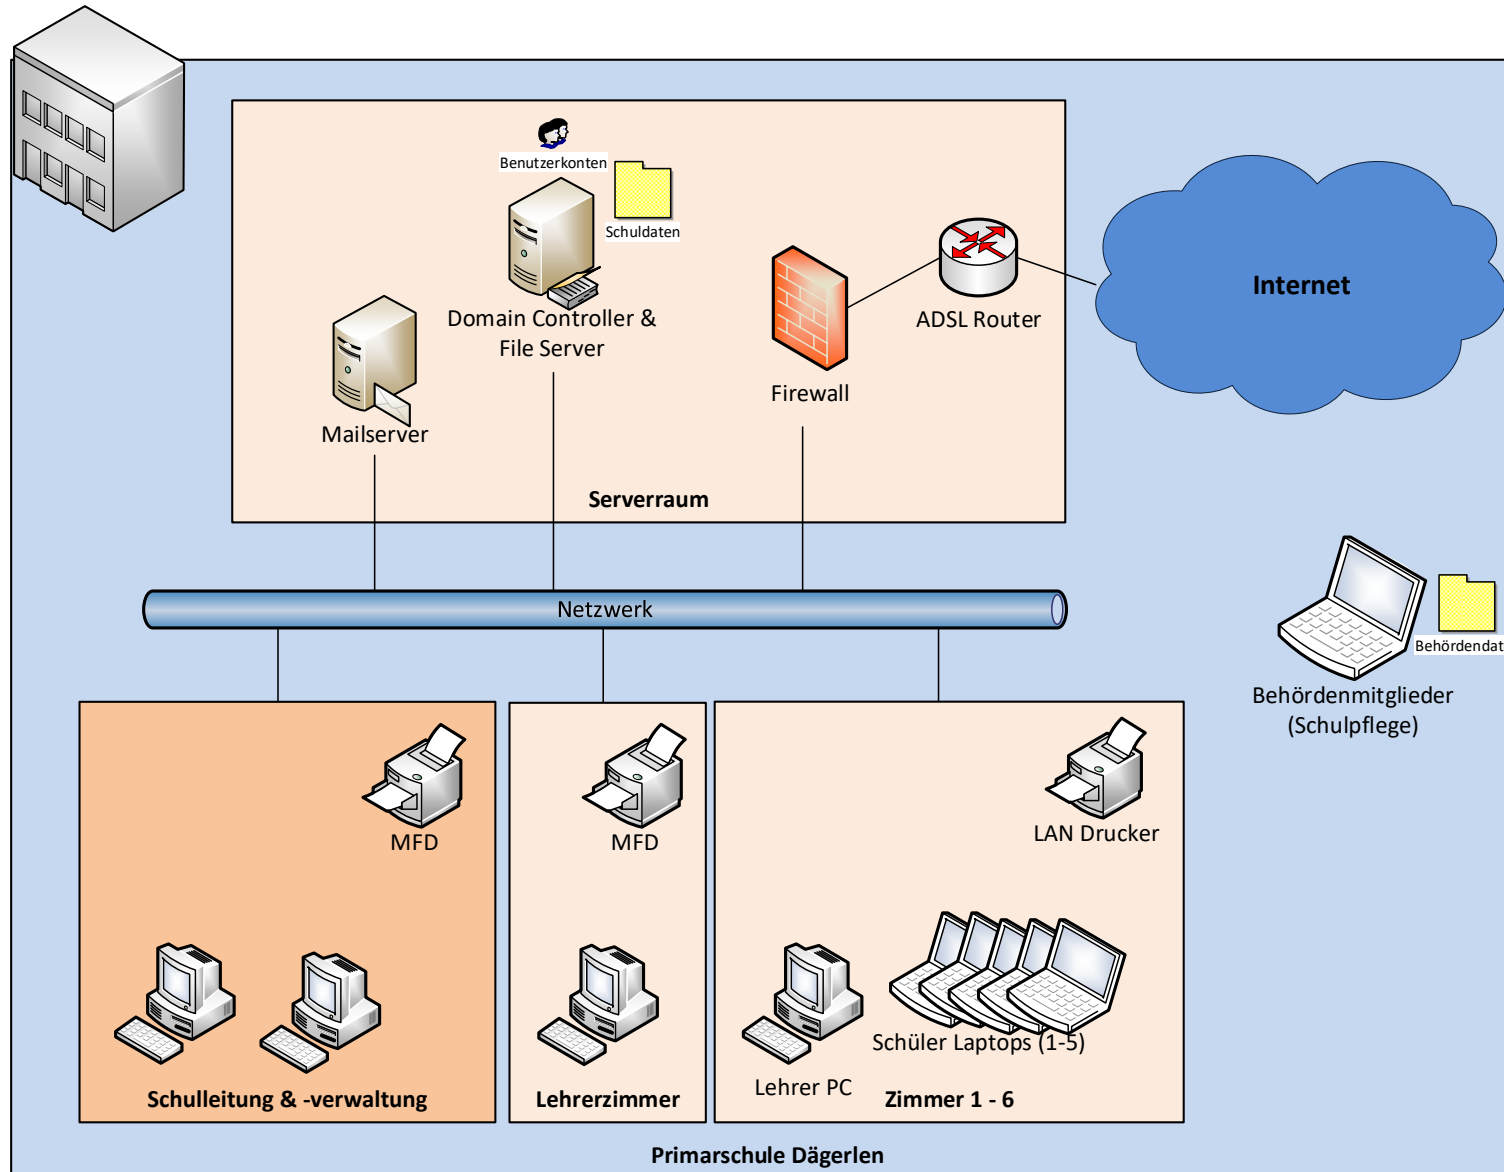 Benutzerkonten
Schuldaten
Domain Controller &
File Server
Mailserver
Firewall
ADSL Router
Internet
Serverraum
Netzwerk
Behördendat
Behördenmitglieder
(Schulpflege)
MFD
Schulleitung & -verwaltung
MFD
Lehrerzimmer
LAN Drucker
Schüler Laptops (1-5)
Lehrer PC
Zimmer 1 - 6
Primarschule Dägerlen